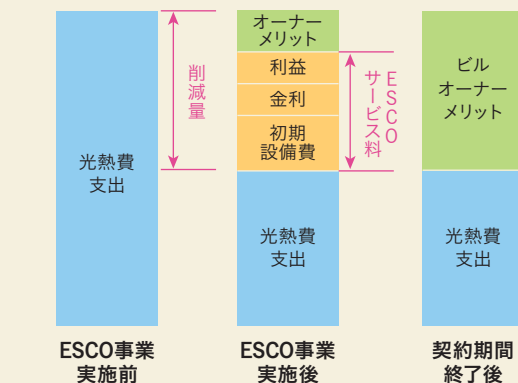 光熱費
支出
削減量
オーナー
メリット
利益
金利
初期
設備費
ESCO
サービス料
光熱費
支出
ビル
オーナー
メリット
光熱費
支出
ESCO事業
実施前
ESCO事業
実施後
契約期間
終了後